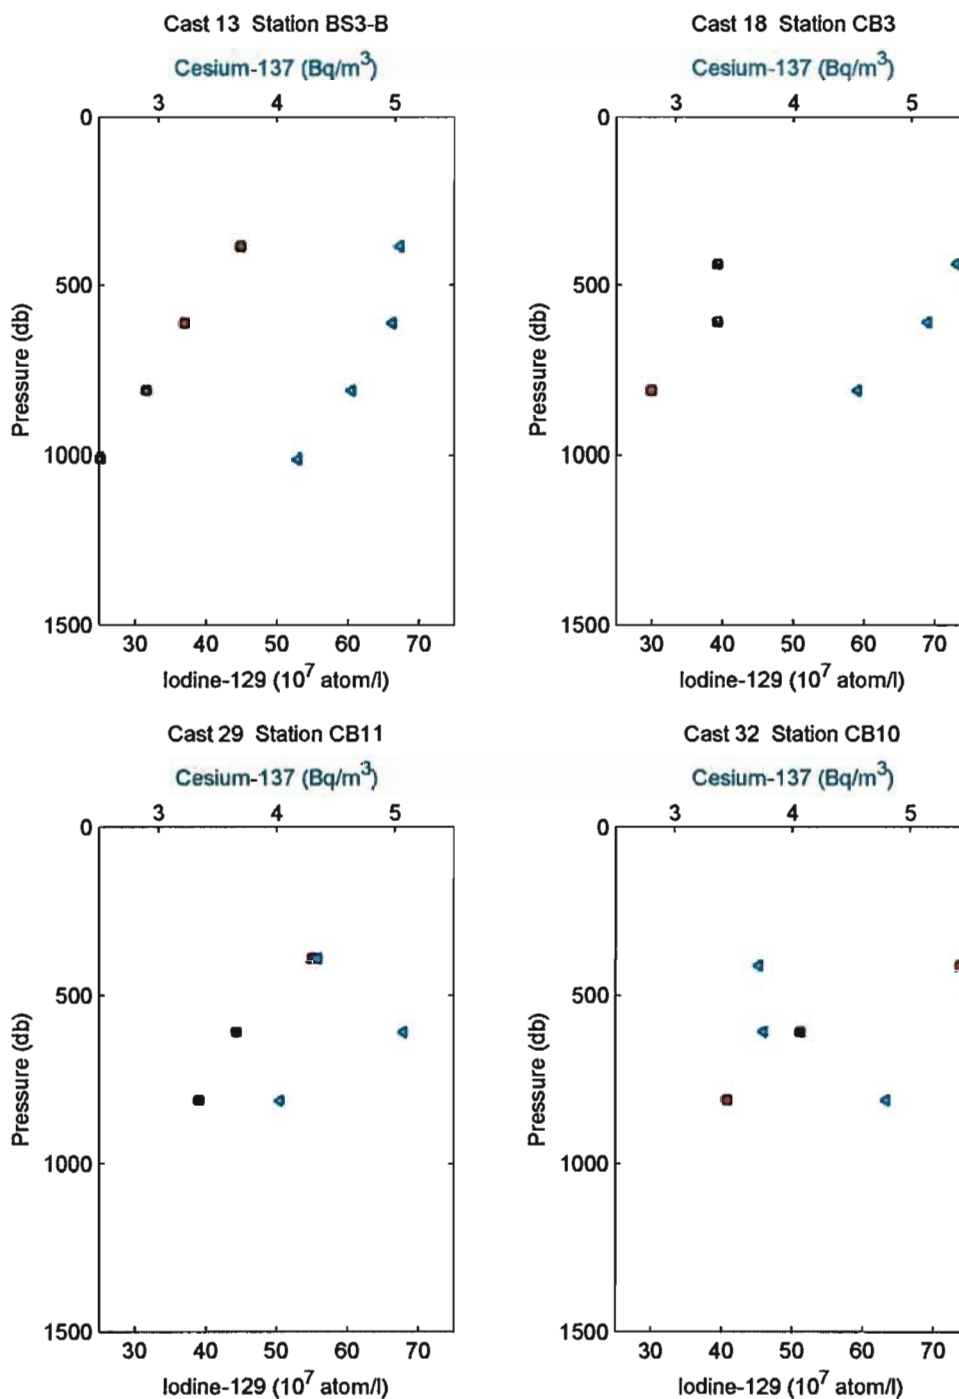 Cast 13 Station BS3-B
Cesium-137 (Bq/m³)
3 4 5
0
500
1000
1500
Pressure (db)
30 40 50 60 70
Iodine-129 (10⁷ atom/l)
Cast 18 Station CB3
Cesium-137 (Bq/m³)
3 4 5
0
500
1000
1500
Pressure (db)
30 40 50 60 70
Iodine-129 (10⁷ atom/l)
Cast 29 Station CB11
Cesium-137 (Bq/m³)
3 4 5
0
500
1000
1500
Pressure (db)
30 40 50 60 70
Iodine-129 (10⁷ atom/l)
Cast 32 Station CB10
Cesium-137 (Bq/m³)
3 4 5
0
500
1000
1500
Pressure (db)
30 40 50 60 70
Iodine-129 (10⁷ atom/l)